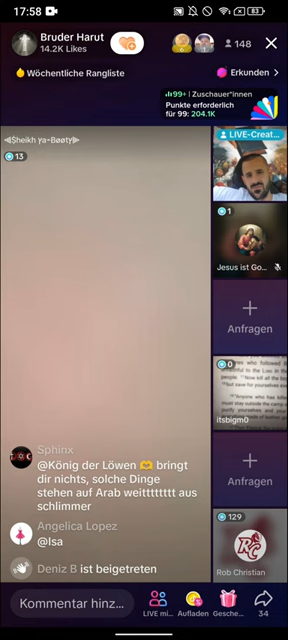 17:58
83
Bruder Harut
14.2K Likes
148
Wöchentliche Rangliste
Erkunden >
99+ | Zuschauer*innen
Punkte erforderlich
für 99: 204.1K
LIVE-Creat...
13
1
Jesus ist Go...
+
Anfragen
0
itsbigm0
+
Anfragen
129
RC
Rob Christian
Sphinx
@König der Löwen 🫶 bringt
dir nichts, solche Dinge
stehen auf Arab weitttttttt aus
schlimmer
Angelica Lopez
@Isa
Deniz B ist beigetreten
Kommentar hinz...
LIVE mi...
Aufladen
Gesche...
34